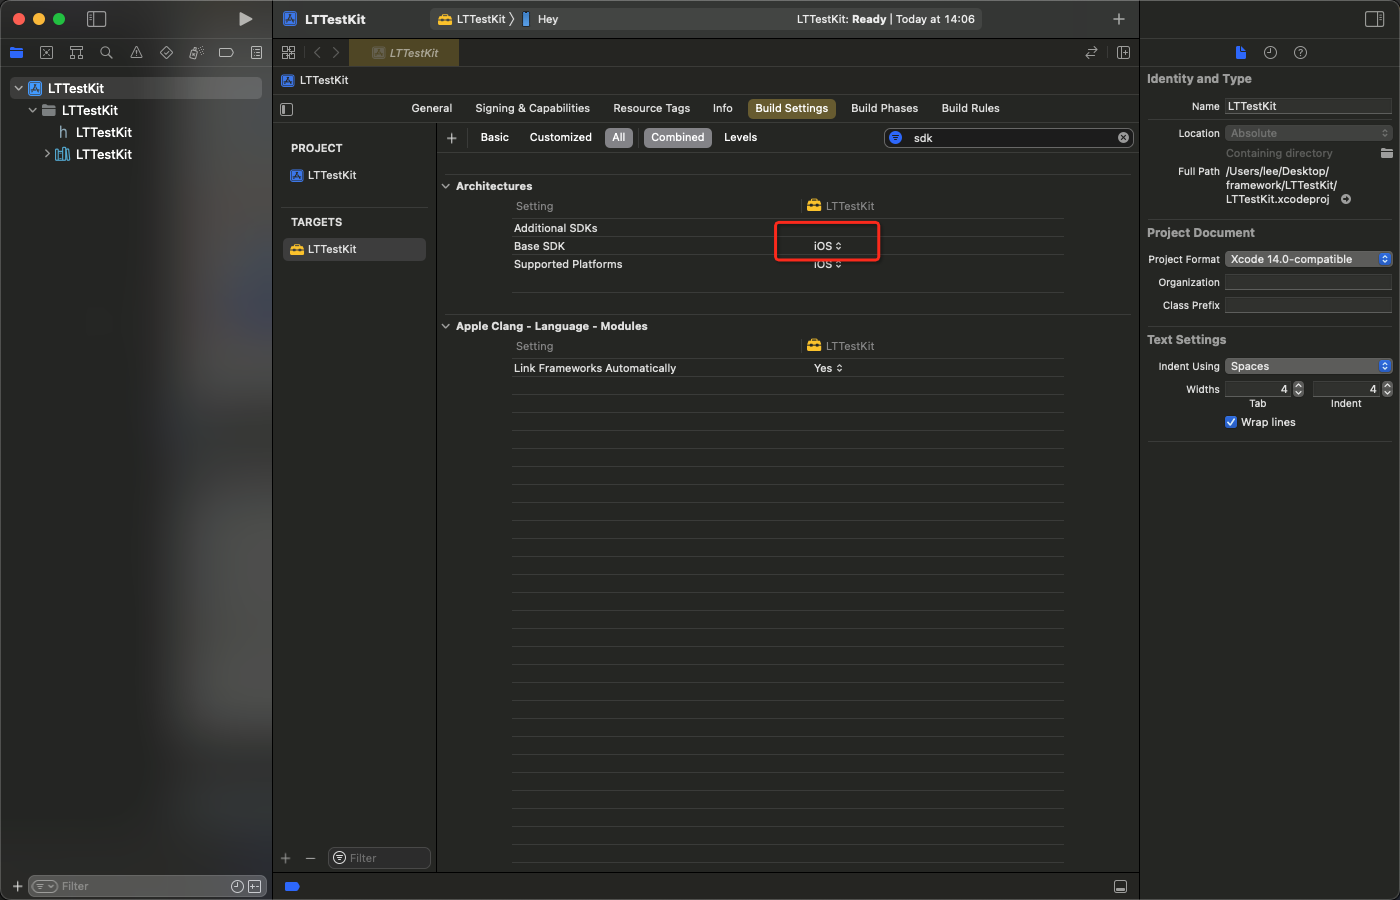 LTTestKit
LTTestKit 〉 Hey
LTTestKit: Ready | Today at 14:06
LTTestKit
LTTestKit
LTTestKit
LTTestKit
LTTestKit
LTTestKit
General
Signing & Capabilities
Resource Tags
Info
Build Settings
Build Phases
Build Rules
Basic
Customized
All
Combined
Levels
sdk
PROJECT
LTTestKit
TARGETS
LTTestKit
Architectures
Setting LTTestKit
Additional SDKs
Base SDK iOS
Supported Platforms iOS
Apple Clang - Language - Modules
Setting LTTestKit
Link Frameworks Automatically Yes
Filter
Filter
Identity and Type
Name LTTestKit
Location Absolute
Containing directory
Full Path /Users/lee/Desktop/
framework/LTTestKit/
LTTestKit.xcodeproj
Project Document
Project Format Xcode 14.0-compatible
Organization
Class Prefix
Text Settings
Indent Using Spaces
Widths 4 4
Tab Indent
Wrap lines